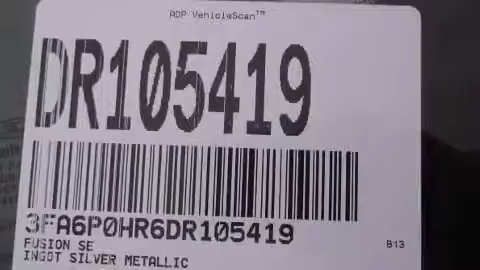 ADP VehicleScan™
DR105419
3FA6P0HR6DR105419
FUSION SE
B13
INGOT SILVER METALLIC